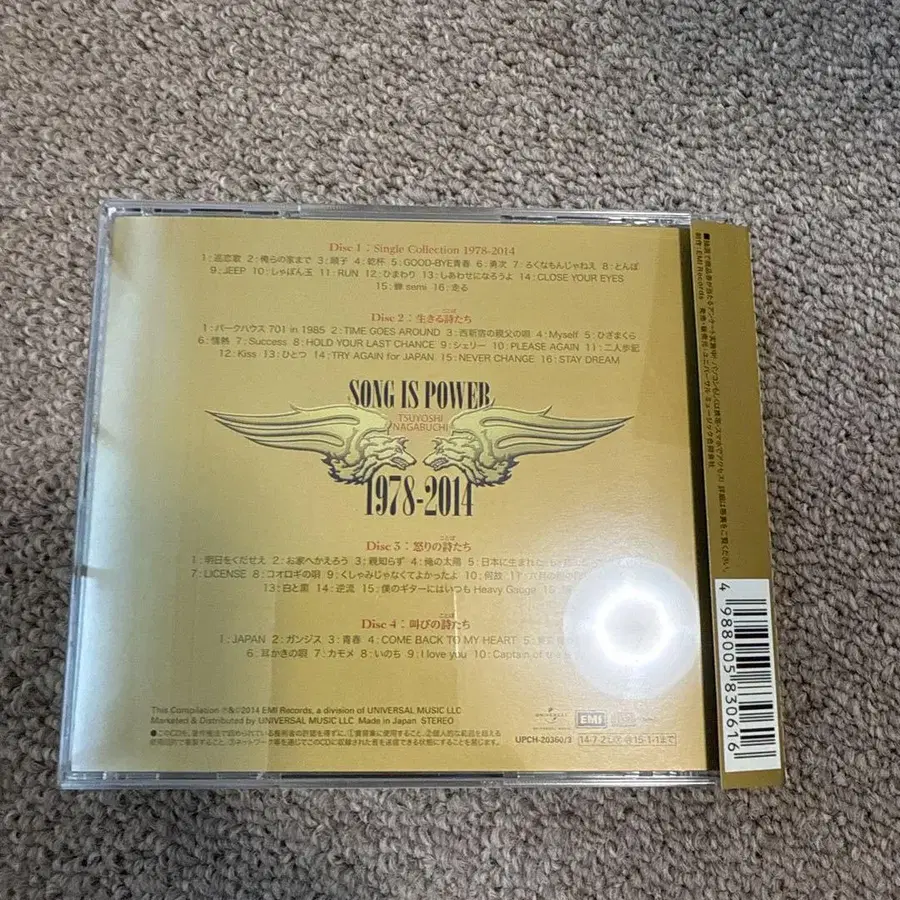 Disc 1：Single Collection 1978-2014
1：巡恋歌 2：俺らの家まで 3：順子 4：乾杯 5：GOOD-BYE青春 6：勇次 7：ろくなもんじゃねえ 8：とんぼ
9：JEEP 10：しゃぼん玉 11：RUN 12：ひまわり 13：しあわせになろうよ 14：CLOSE YOUR EYES
15：蝉 semi 16：走る
Disc 2：生きる詩たち
1：パークハウス 701 in 1985 2：TIME GOES AROUND 3：西新宿の親父の唄 4：Myself 5：ひざまくら
6：情熱 7：Success 8：HOLD YOUR LAST CHANCE 9：シェリー 10：PLEASE AGAIN 11：二人歩記
12：Kiss 13：ひとつ 14：TRY AGAIN for JAPAN 15：NEVER CHANGE 16：STAY DREAM
SONG IS POWER
TSUYOSHI
NAGABUCHI
1978-2014
Disc 3：怒りの詩たち
1：明日をくだせえ 2：お家へかえろう 3：親知らず 4：俺の太陽 5：日本に生まれた
7：LICENSE 8：コオロギの唄 9：くしゃみじゃなくてよかったよ 10：何故 11：
13：白と黒 14：逆流 15：僕のギターにはいつも Heavy Gauge
Disc 4：叫びの詩たち
1：JAPAN 2：ガンジス 3：青春 4：COME BACK TO MY HEART 5：
6：耳かきの唄 7：カモメ 8：いのち 9：I love you 10：Captain of the
This Compilation ℗&©2014 EMI Records, a division of UNIVERSAL MUSIC LLC
Marketed & Distributed by UNIVERSAL MUSIC LLC. Made in Japan STEREO
UNIVERSAL
EMI
UPCH-20360/3
14・7・2
15・1・1まで
4 988005 830616